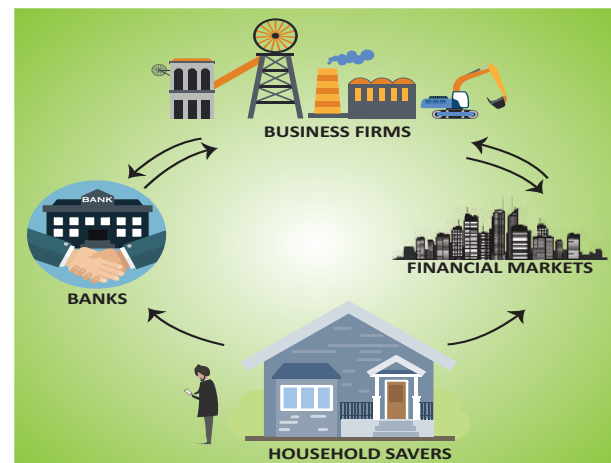 BUSINESS FIRMS
BANK
BANKS
FINANCIAL MARKETS
HOUSEHOLD SAVERS